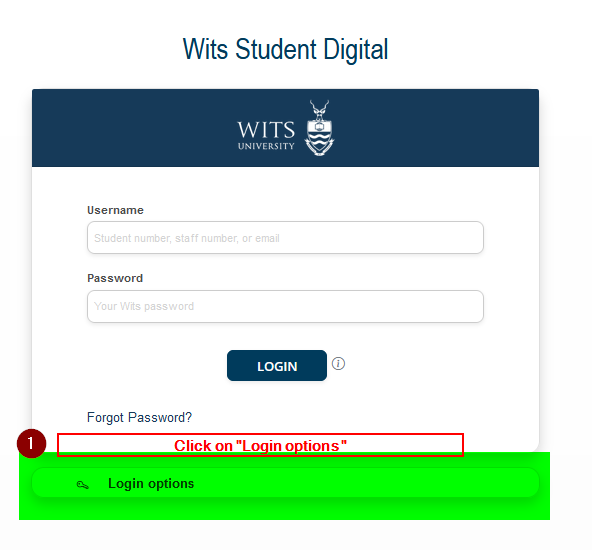 Wits Student Digital
WITS
UNIVERSITY
Username
Student number, staff number, or email
Password
Your Wits password
LOGIN
i
Forgot Password?
1
Click on "Login options"
Login options